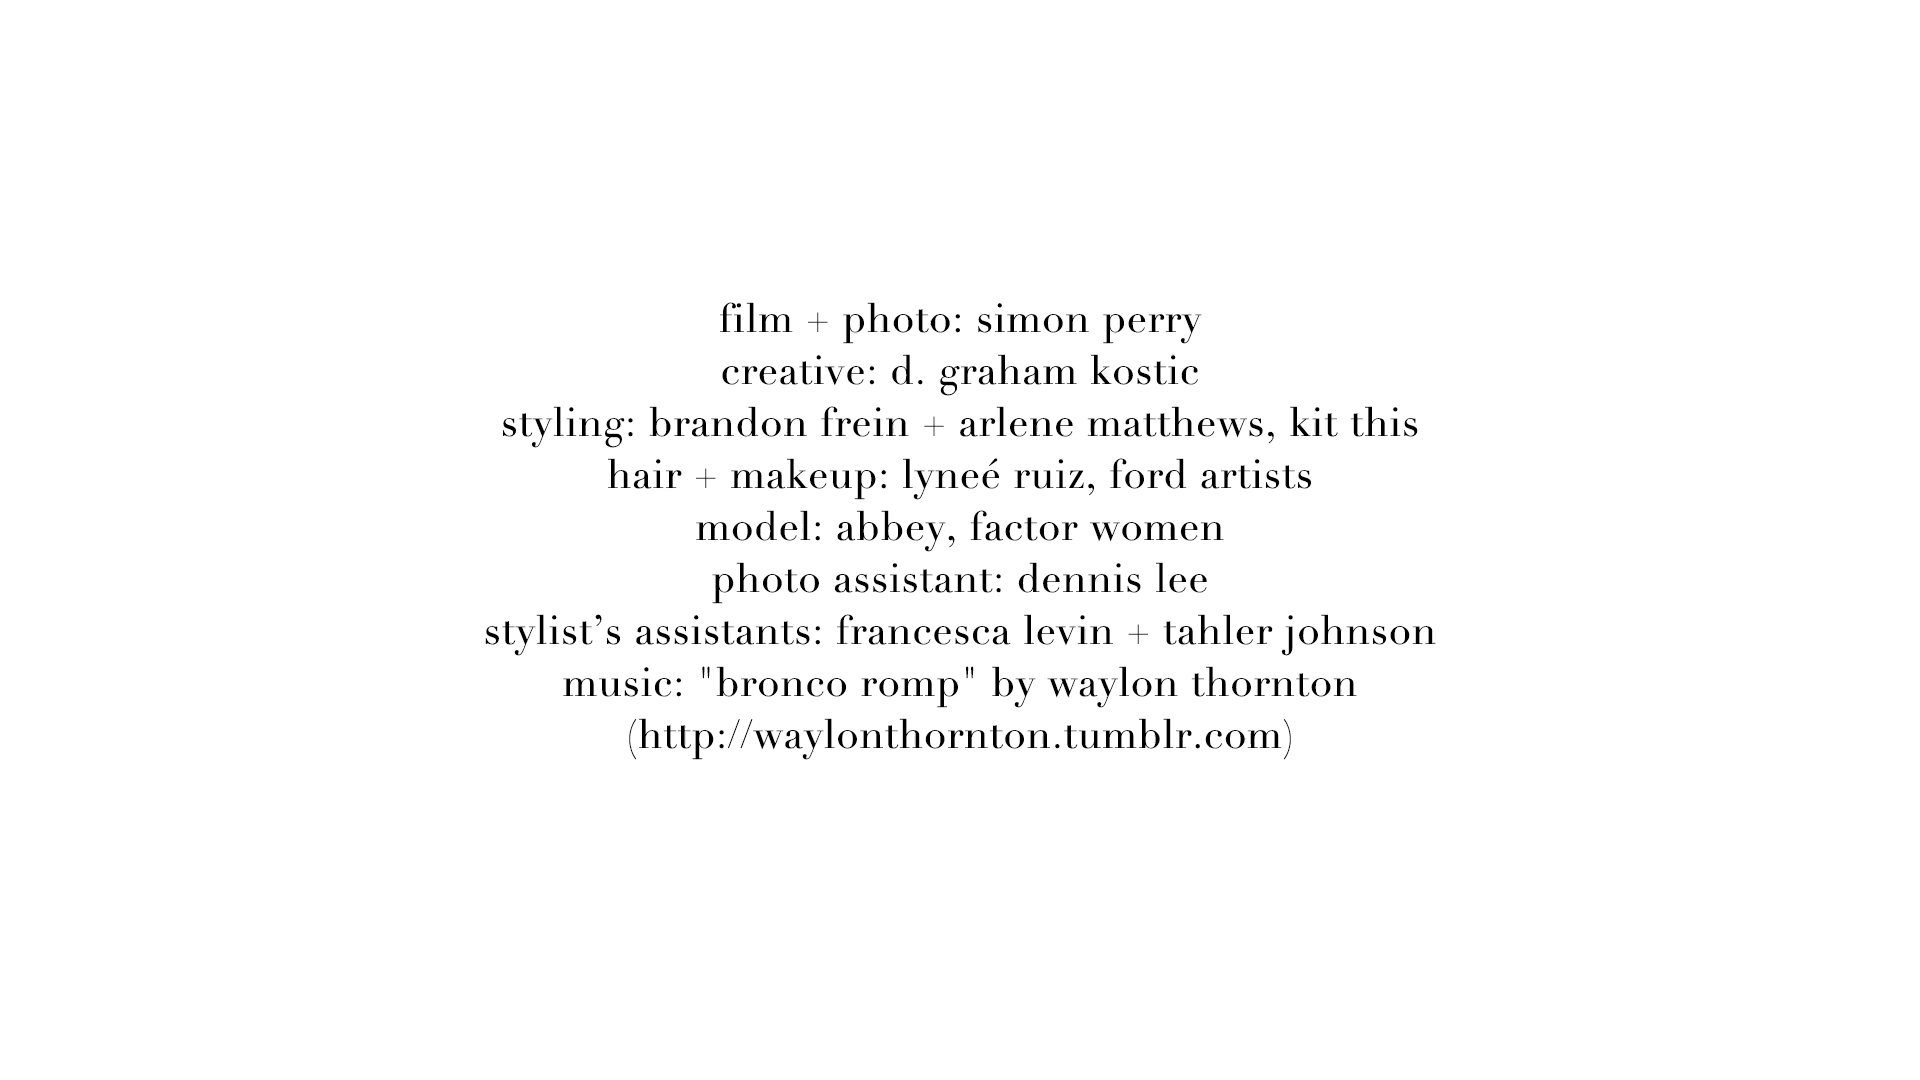 film + photo: simon perry
creative: d. graham kostic
styling: brandon frein + arlene matthews, kit this
hair + makeup: lyneé ruiz, ford artists
model: abbey, factor women
photo assistant: dennis lee
stylist’s assistants: francesca levin + tahler johnson
music: "bronco romp" by waylon thornton
(http://waylonthornton.tumblr.com)